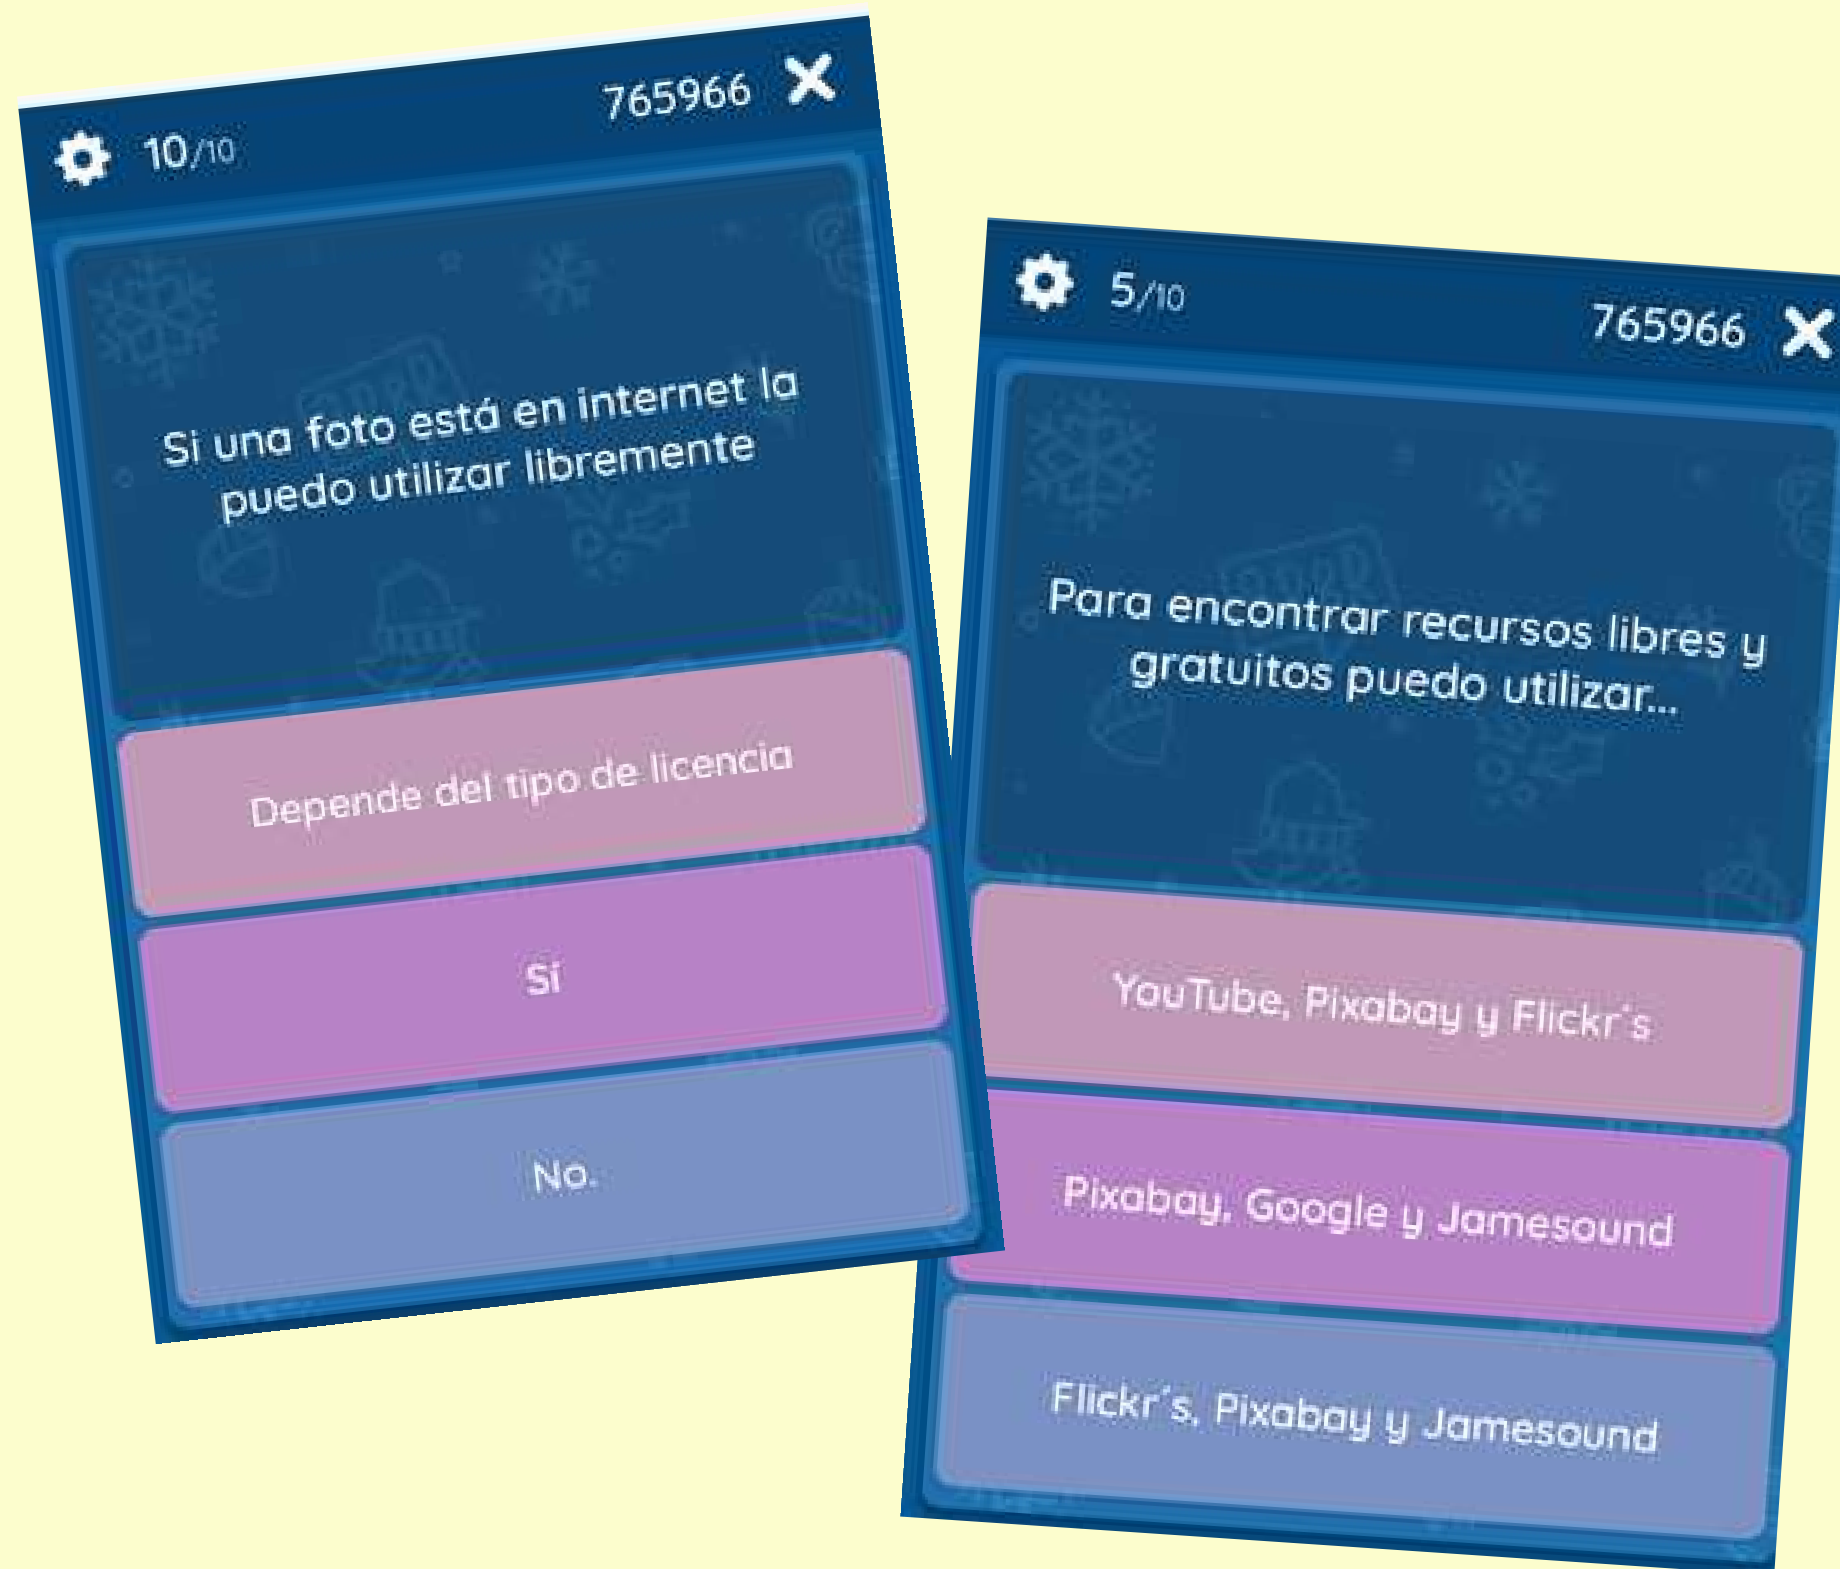 10/10
765966
Si una foto está en internet la
puedo utilizar libremente
Depende del tipo de licencia
Si
No.
5/10
765966
Para encontrar recursos libres y
gratuitos puedo utilizar...
YouTube, Pixabay y Flickr´s
Pixabay, Google y Jamesound
Flickr´s, Pixabay y Jamesound